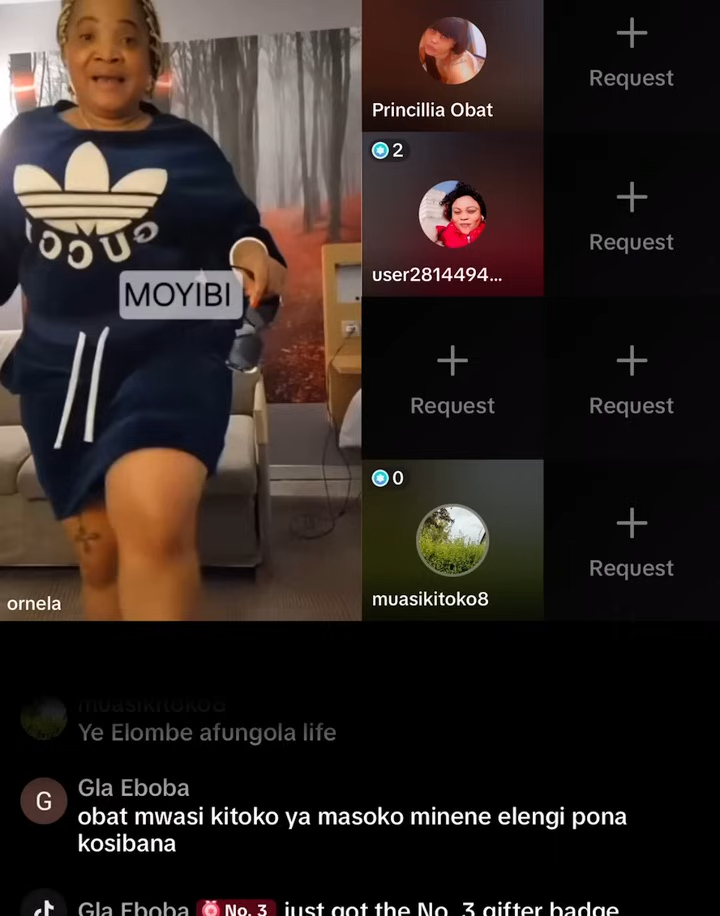 GUCCI
MOYIBI
ornela
Princillia Obat
Request
2
user2814494...
Request
Request
Request
0
muasikitoko8
Request
muasikitoko8
Ye Elombe afungola life
G
Gla Eboba
obat mwasi kitoko ya masoko minene elengi pona
kosibana
Gla Eboba No. 3 just got the No. 3 gifter badge